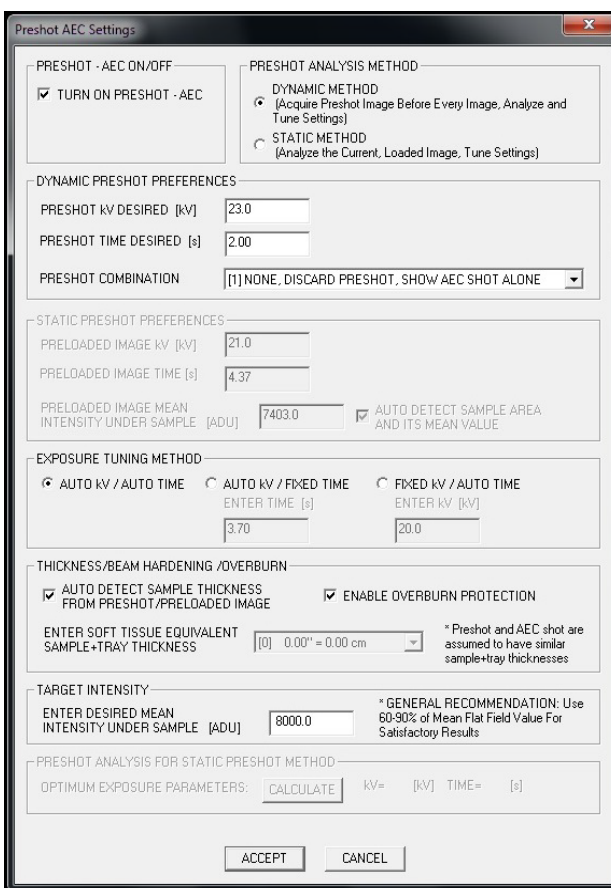 Preshot AEC Settings
PRESHOT - AEC ON/OFF
TURN ON PRESHOT - AEC
PRESHOT ANALYSIS METHOD
DYNAMIC METHOD
(Acquire Preshot Image Before Every Image, Analyze and
Tune Settings)
STATIC METHOD
(Analyze the Current, Loaded Image, Tune Settings)
DYNAMIC PRESHOT PREFERENCES
PRESHOT kV DESIRED [kV] 23.0
PRESHOT TIME DESIRED [s] 2.00
PRESHOT COMBINATION [1] NONE, DISCARD PRESHOT, SHOW AEC SHOT ALONE
STATIC PRESHOT PREFERENCES
PRELOADED IMAGE kV [kV] 21.0
PRELOADED IMAGE TIME [s] 4.37
PRELOADED IMAGE MEAN
INTENSITY UNDER SAMPLE [ADU] 7403.0
AUTO DETECT SAMPLE AREA
AND ITS MEAN VALUE
EXPOSURE TUNING METHOD
AUTO kV / AUTO TIME AUTO kV / FIXED TIME FIXED kV / AUTO TIME
ENTER TIME [s] ENTER kV [kV]
3.70 20.0
THICKNESS/BEAM HARDENING /OVERBURN
AUTO DETECT SAMPLE THICKNESS
FROM PRESHOT/PRELOADED IMAGE
ENABLE OVERBURN PROTECTION
ENTER SOFT TISSUE EQUIVALENT
SAMPLE+TRAY THICKNESS
[0] 0.00" = 0.00 cm
* Preshot and AEC shot are
assumed to have similar
sample+tray thicknesses
TARGET INTENSITY
ENTER DESIRED MEAN
INTENSITY UNDER SAMPLE [ADU] 8000.0
* GENERAL RECOMMENDATION: Use
60-90% of Mean Flat Field Value For
Satisfactory Results
PRESHOT ANALYSIS FOR STATIC PRESHOT METHOD
OPTIMUM EXPOSURE PARAMETERS: CALCULATE kV= [kV] TIME= [s]
ACCEPT CANCEL